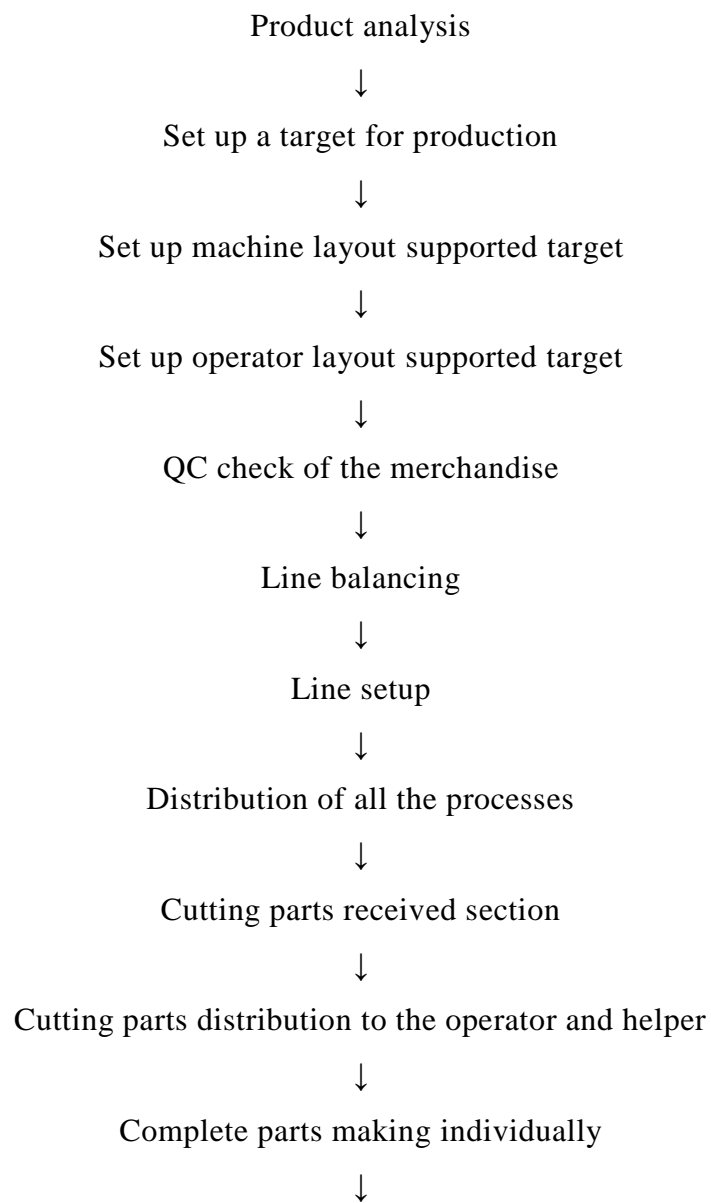 Product analysis
↓
Set up a target for production
↓
Set up machine layout supported target
↓
Set up operator layout supported target
↓
QC check of the merchandise
↓
Line balancing
↓
Line setup
↓
Distribution of all the processes
↓
Cutting parts received section
↓
Cutting parts distribution to the operator and helper
↓
Complete parts making individually
↓